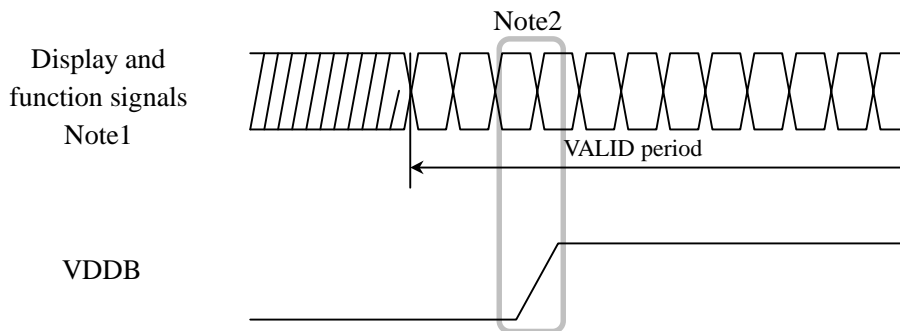 Note2
Display and
function signals
Note1
VALID period
VDDB